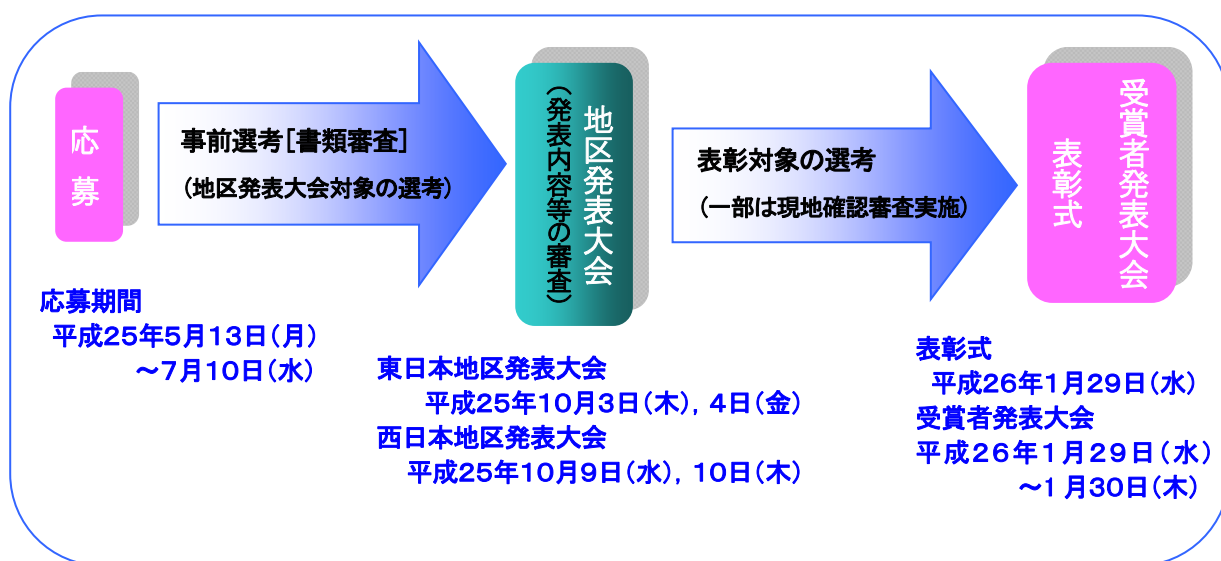 応募
事前選考［書類審査］
（地区発表大会対象の選考）
地区発表大会
（発表内容等の審査）
表彰対象の選考
（一部は現地確認審査実施）
受賞者発表大会
表彰式
応募期間
平成25年5月13日（月）
～7月10日（水）
東日本地区発表大会
平成25年10月3日（木），4日（金）
西日本地区発表大会
平成25年10月9日（水），10日（木）
表彰式
平成26年1月29日（水）
受賞者発表大会
平成26年1月29日（水）
～1月30日（木）